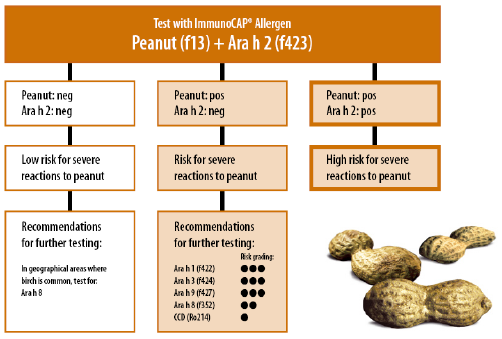 Test with ImmunoCAP® Allergen
Peanut (f13) + Ara h 2 (f423)
Peanut: neg
Ara h 2: neg
Low risk for severe
reactions to peanut
Recommendations
for further testing:
In geographical areas where
birch is common, test for:
Ara h 8
Peanut: pos
Ara h 2: neg
Risk for severe
reactions to peanut
Recommendations
for further testing:
Risk grading:
Ara h 1 (f422) ●●●
Ara h 3 (f424) ●●●
Ara h 9 (f427) ●●●
Ara h 8 (f352) ●●
CCD (Ro214) ●
Peanut: pos
Ara h 2: pos
High risk for severe
reactions to peanut